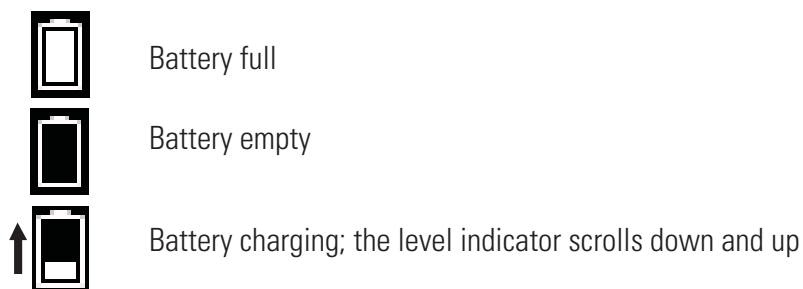 Battery full
Battery empty
Battery charging; the level indicator scrolls down and up